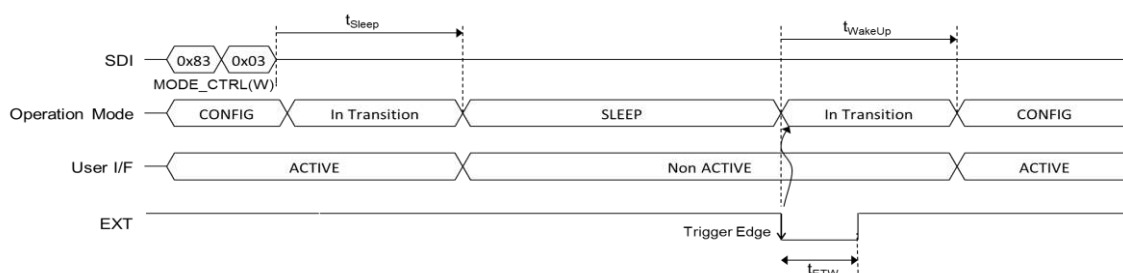 tSleep tWakeUp
SDI 0x83 0x03
MODE_CTRL(W)
Operation Mode CONFIG In Transition SLEEP In Transition CONFIG
User I/F ACTIVE Non ACTIVE ACTIVE
EXT Trigger Edge
tETW